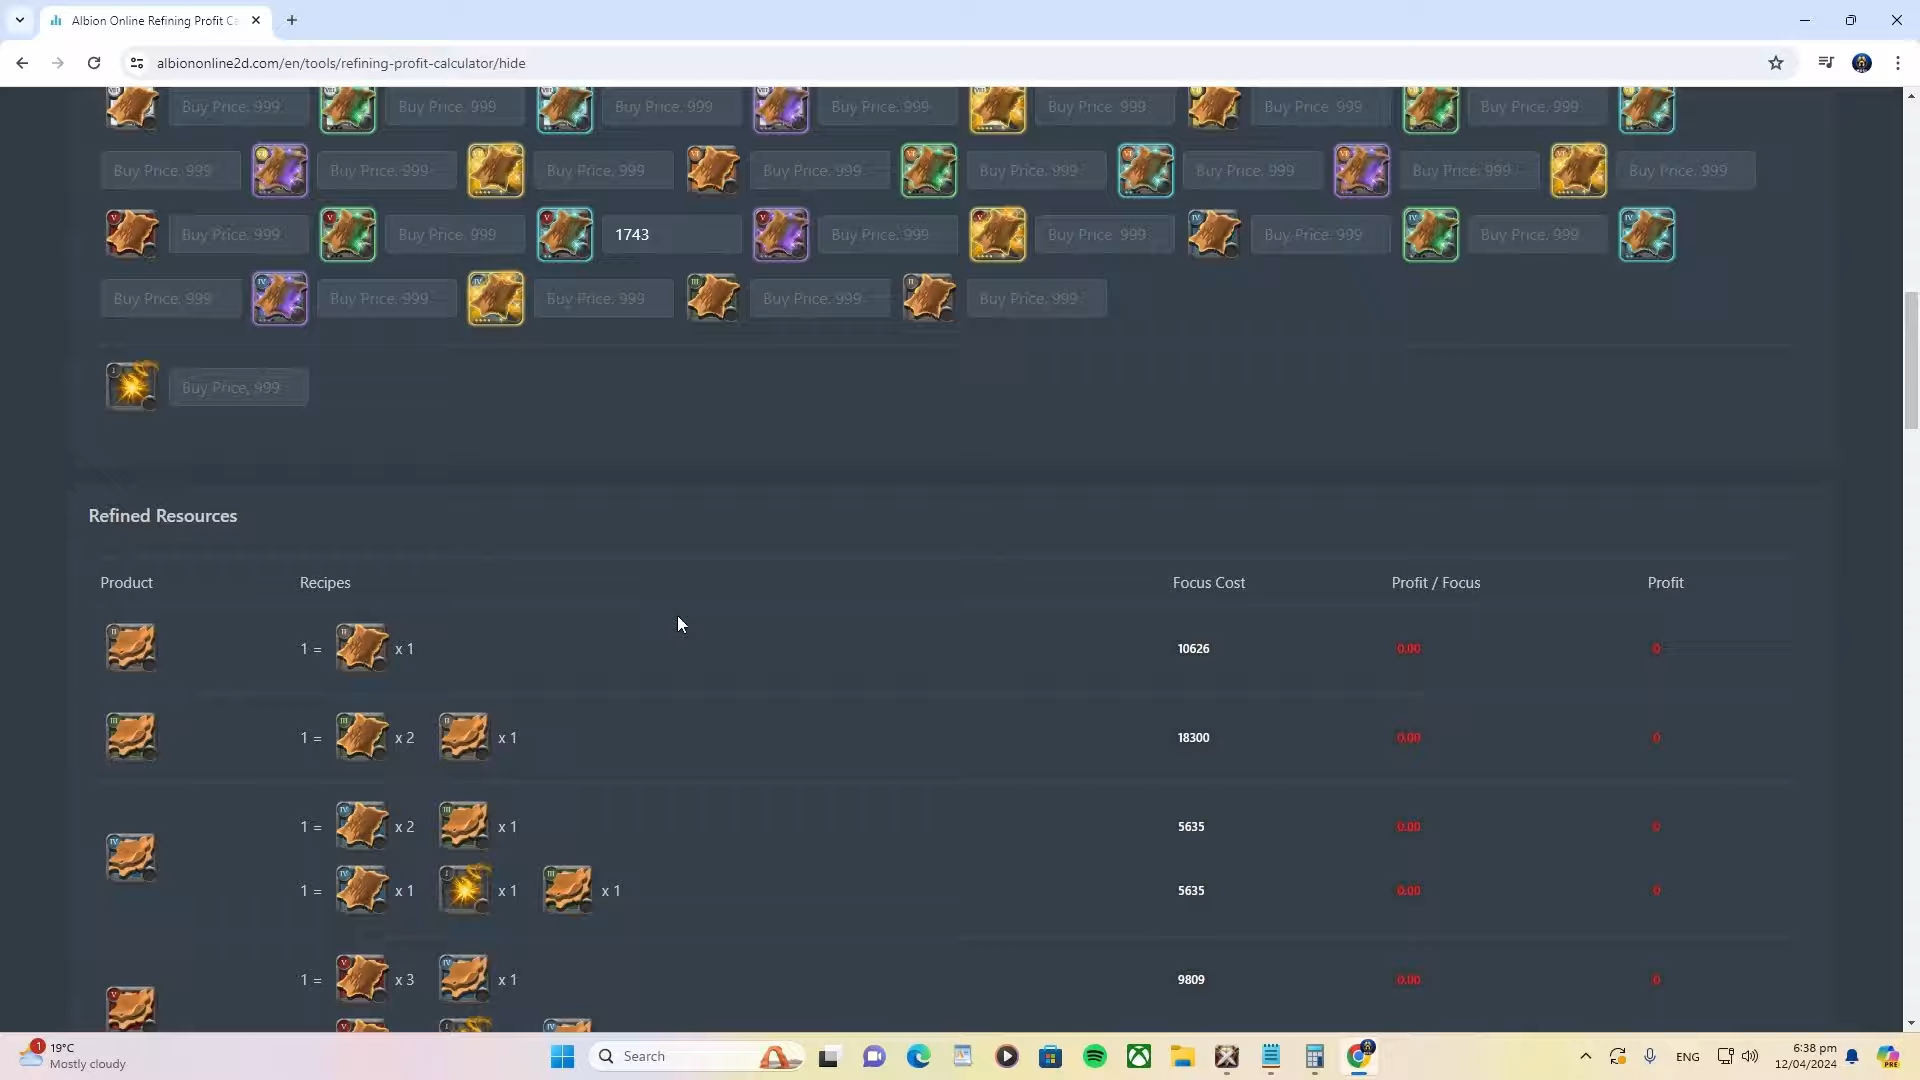 Albion Online Refining Profit Ca
albiononline2d.com/en/tools/refining-profit-calculator/hide
Buy Price. 999 Buy Price. 999 Buy Price. 999 Buy Price. 999 Buy Price. 999 Buy Price. 999 Buy Price. 999
Buy Price. 999 Buy Price. 999 Buy Price. 999 Buy Price. 999 Buy Price. 999 Buy Price. 999 Buy Price. 999 Buy Price. 999
Buy Price. 999 Buy Price. 999 1743 Buy Price. 999 Buy Price. 999 Buy Price. 999 Buy Price. 999
Buy Price. 999 Buy Price. 999 Buy Price. 999 Buy Price. 999 Buy Price. 999
Buy Price, 999
Refined Resources
Product Recipes Focus Cost Profit / Focus Profit
1 = x 1 10626 0.00 0
1 = x 2 x 1 18300 0.00 0
1 = x 2 x 1 5635 0.00 0
1 = x 1 x 1 x 1 5635 0.00 0
1 = x 3 x 1 9809 0.00 0
1 19°C
Mostly cloudy
Search
ENG
6:38 pm
12/04/2024
PRE